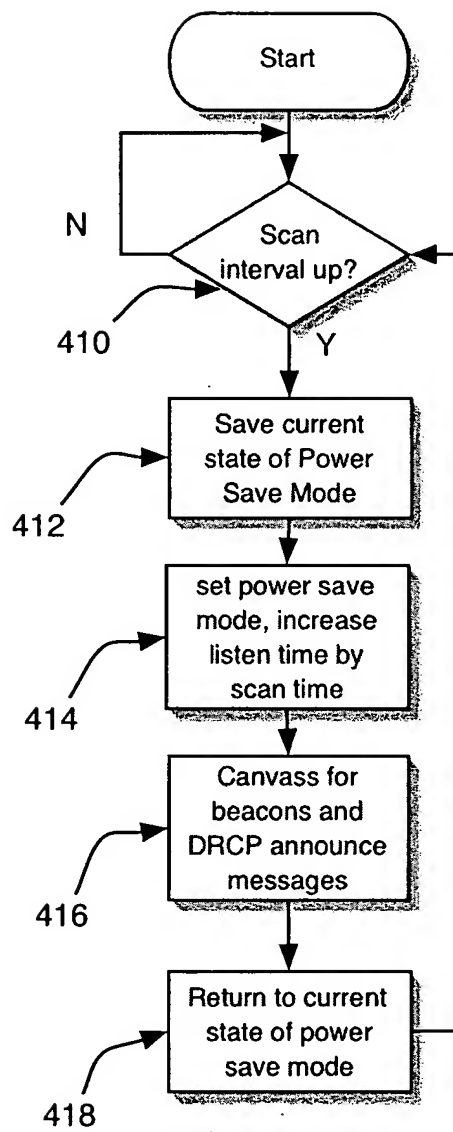 Start
N
Scan
interval up?
410
Y
Save current
state of Power
Save Mode
412
set power save
mode, increase
listen time by
scan time
414
Canvass for
beacons and
DRCP announce
messages
416
Return to current
state of power
save mode
418